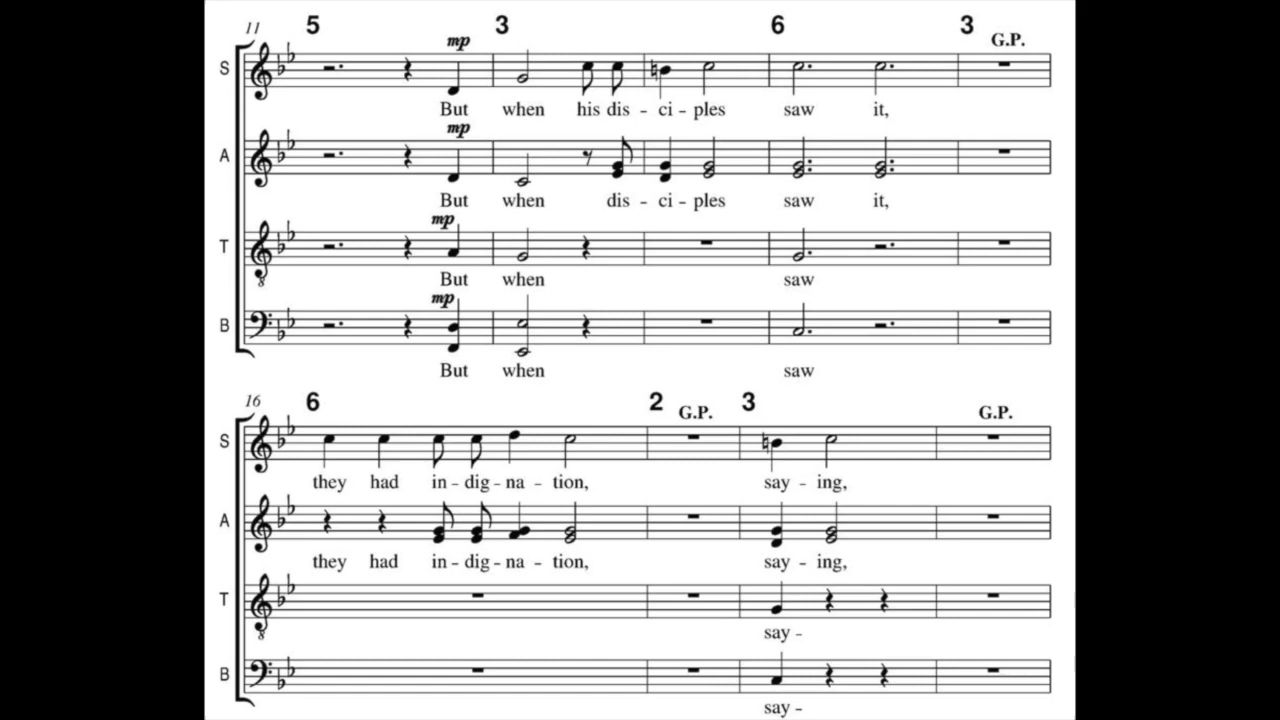 11 5 3 6 3 G.P.
mp
S
But when his dis - ci - ples saw it,
mp
A
But when dis - ci - ples saw it,
mp
T
8
But when saw
mp
B
But when saw
16 6 2 G.P. 3 G.P.
S
they had in - dig - na - tion, say - ing,
A
they had in - dig - na - tion, say - ing,
T
8
say -
B
say -